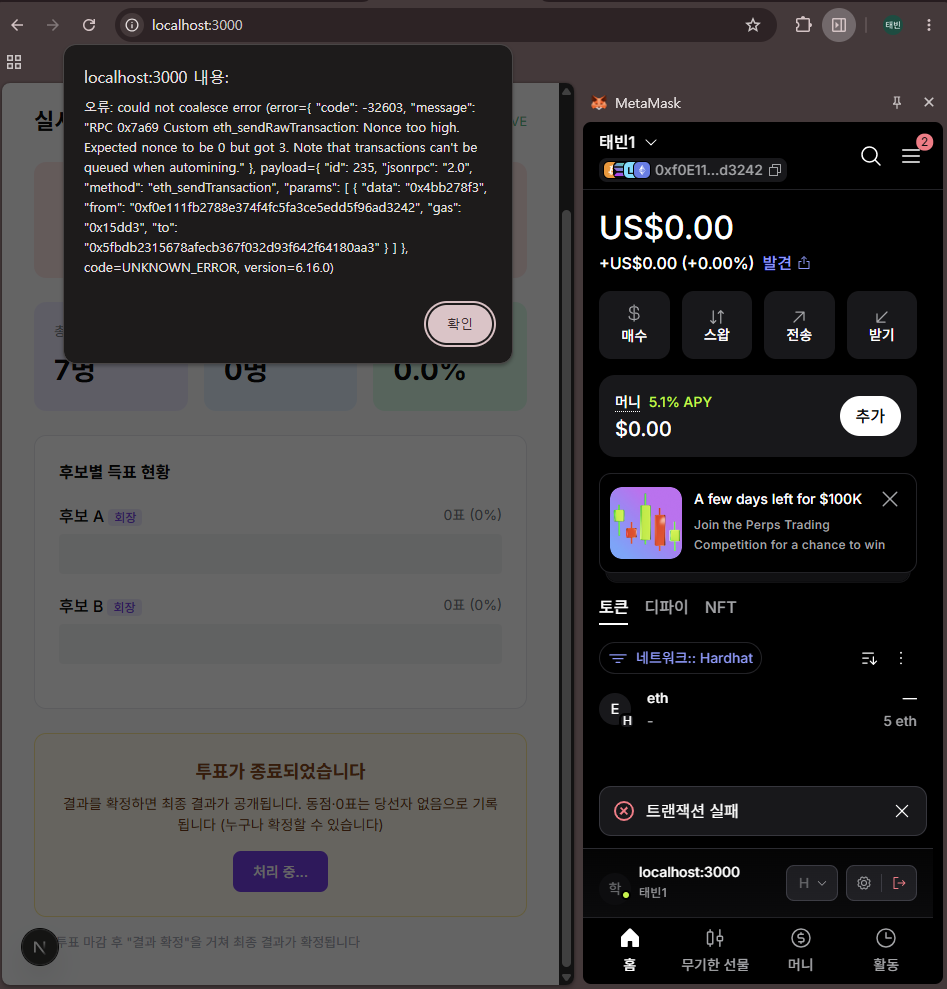 localhost:3000
태빈
localhost:3000 내용:
오류: could not coalesce error (error={ "code": -32603, "message":
"RPC 0x7a69 Custom eth_sendRawTransaction: Nonce too high.
Expected nonce to be 0 but got 3. Note that transactions can't be
queued when automining." }, payload={ "id": 235, "jsonrpc": "2.0",
"method": "eth_sendTransaction", "params": [ { "data": "0x4bb278f3",
"from": "0xf0e111fb2788e374f4fc5fa3ce5edd5f96ad3242", "gas":
"0x15dd3", "to":
"0x5fbdb2315678afecb367f032d93f642f64180aa3" } ] },
code=UNKNOWN_ERROR, version=6.16.0)
확인
7명
0명
0.0%
후보별 득표 현황
후보 A 회장
0표 (0%)
후보 B 회장
0표 (0%)
투표가 종료되었습니다
결과를 확정하면 최종 결과가 공개됩니다. 동점·0표는 당선자 없음으로 기록
됩니다 (누구나 확정할 수 있습니다)
처리 중...
N
투표 마감 후 "결과 확정"을 거쳐 최종 결과가 확정됩니다
MetaMask
태빈1
2
0xf0E11...d3242
US$0.00
+US$0.00 (+0.00%) 발견
매수
스왑
전송
받기
머니 5.1% APY
$0.00
추가
A few days left for $100K
Join the Perps Trading
Competition for a chance to win
토큰
디파이
NFT
네트워크:: Hardhat
E
H
eth
—
-
5 eth
트랜잭션 실패
학
localhost:3000
태빈1
H
홈
무기한 선물
머니
활동